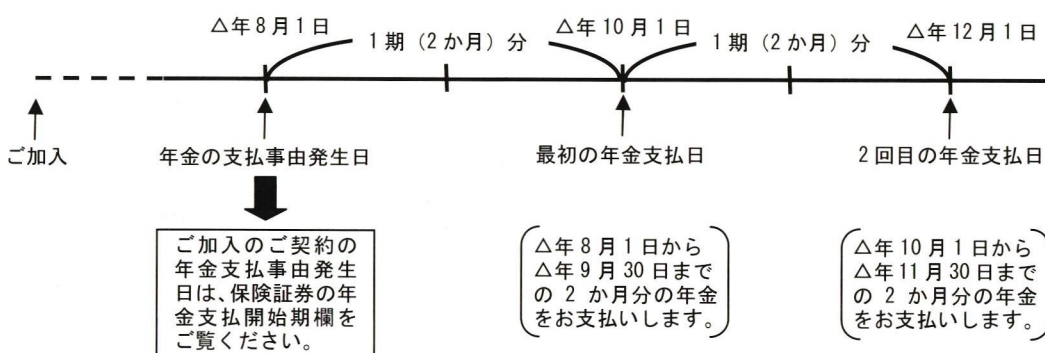 △年8月1日
1期（2か月）分
△年10月1日
1期（2か月）分
△年12月1日
ご加入
年金の支払事由発生日
最初の年金支払日
2回目の年金支払日
ご加入のご契約の
年金支払事由発生
日は、保険証券の年
金支払開始期欄を
ご覧ください。
△年8月1日から
△年9月30日まで
の2か月分の年金
をお支払いします。
△年10月1日から
△年11月30日まで
の2か月分の年金
をお支払いします。